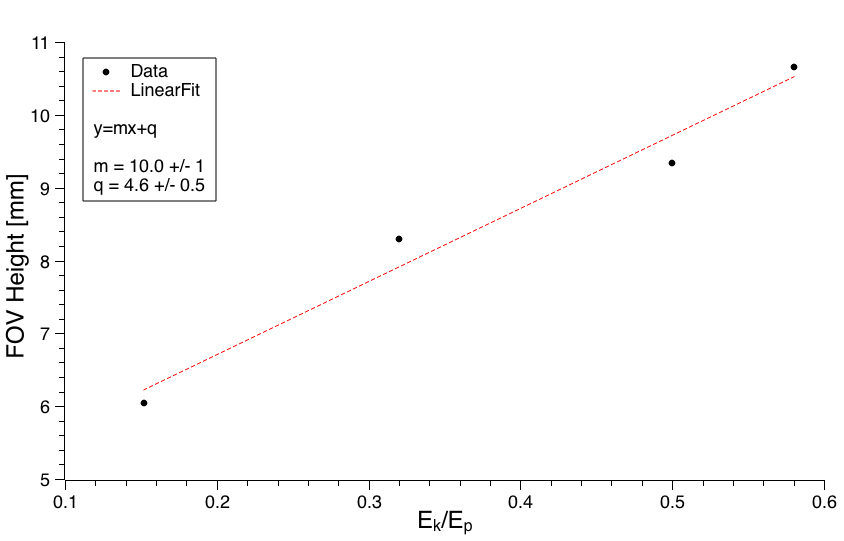 11
10
9
8
7
6
5
FOV Height [mm]
Data
LinearFit
y=mx+q
m = 10.0 +/- 1
q = 4.6 +/- 0.5
0.1 0.2 0.3 0.4 0.5 0.6
Ek/Ep